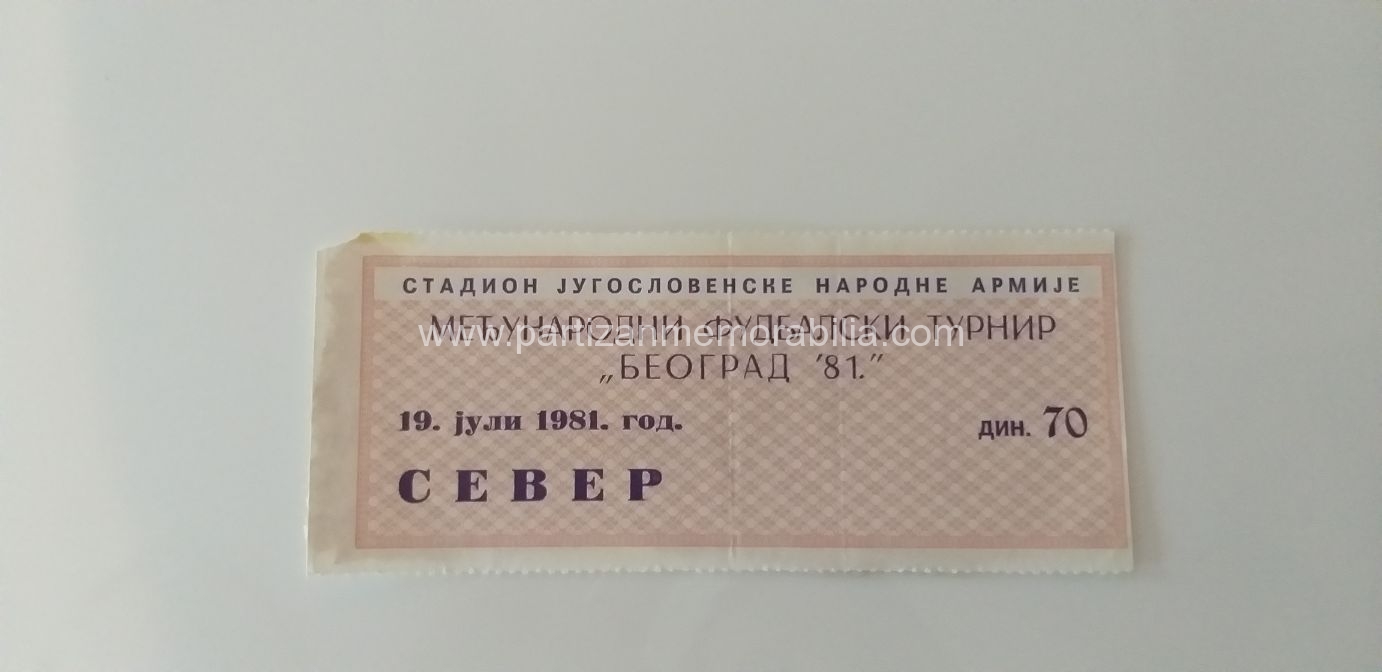 СТАДИОН ЈУГОСЛОВЕНСКЕ НАРОДНЕ АРМИЈЕ
МЕЂУНАРОДНИ ФУДБАЛСКИ ТУРНИР
www.partizanmemorabilia.com
„БЕОГРАД '81.”
19. јули 1981. год.
дин. 70
СЕВЕР